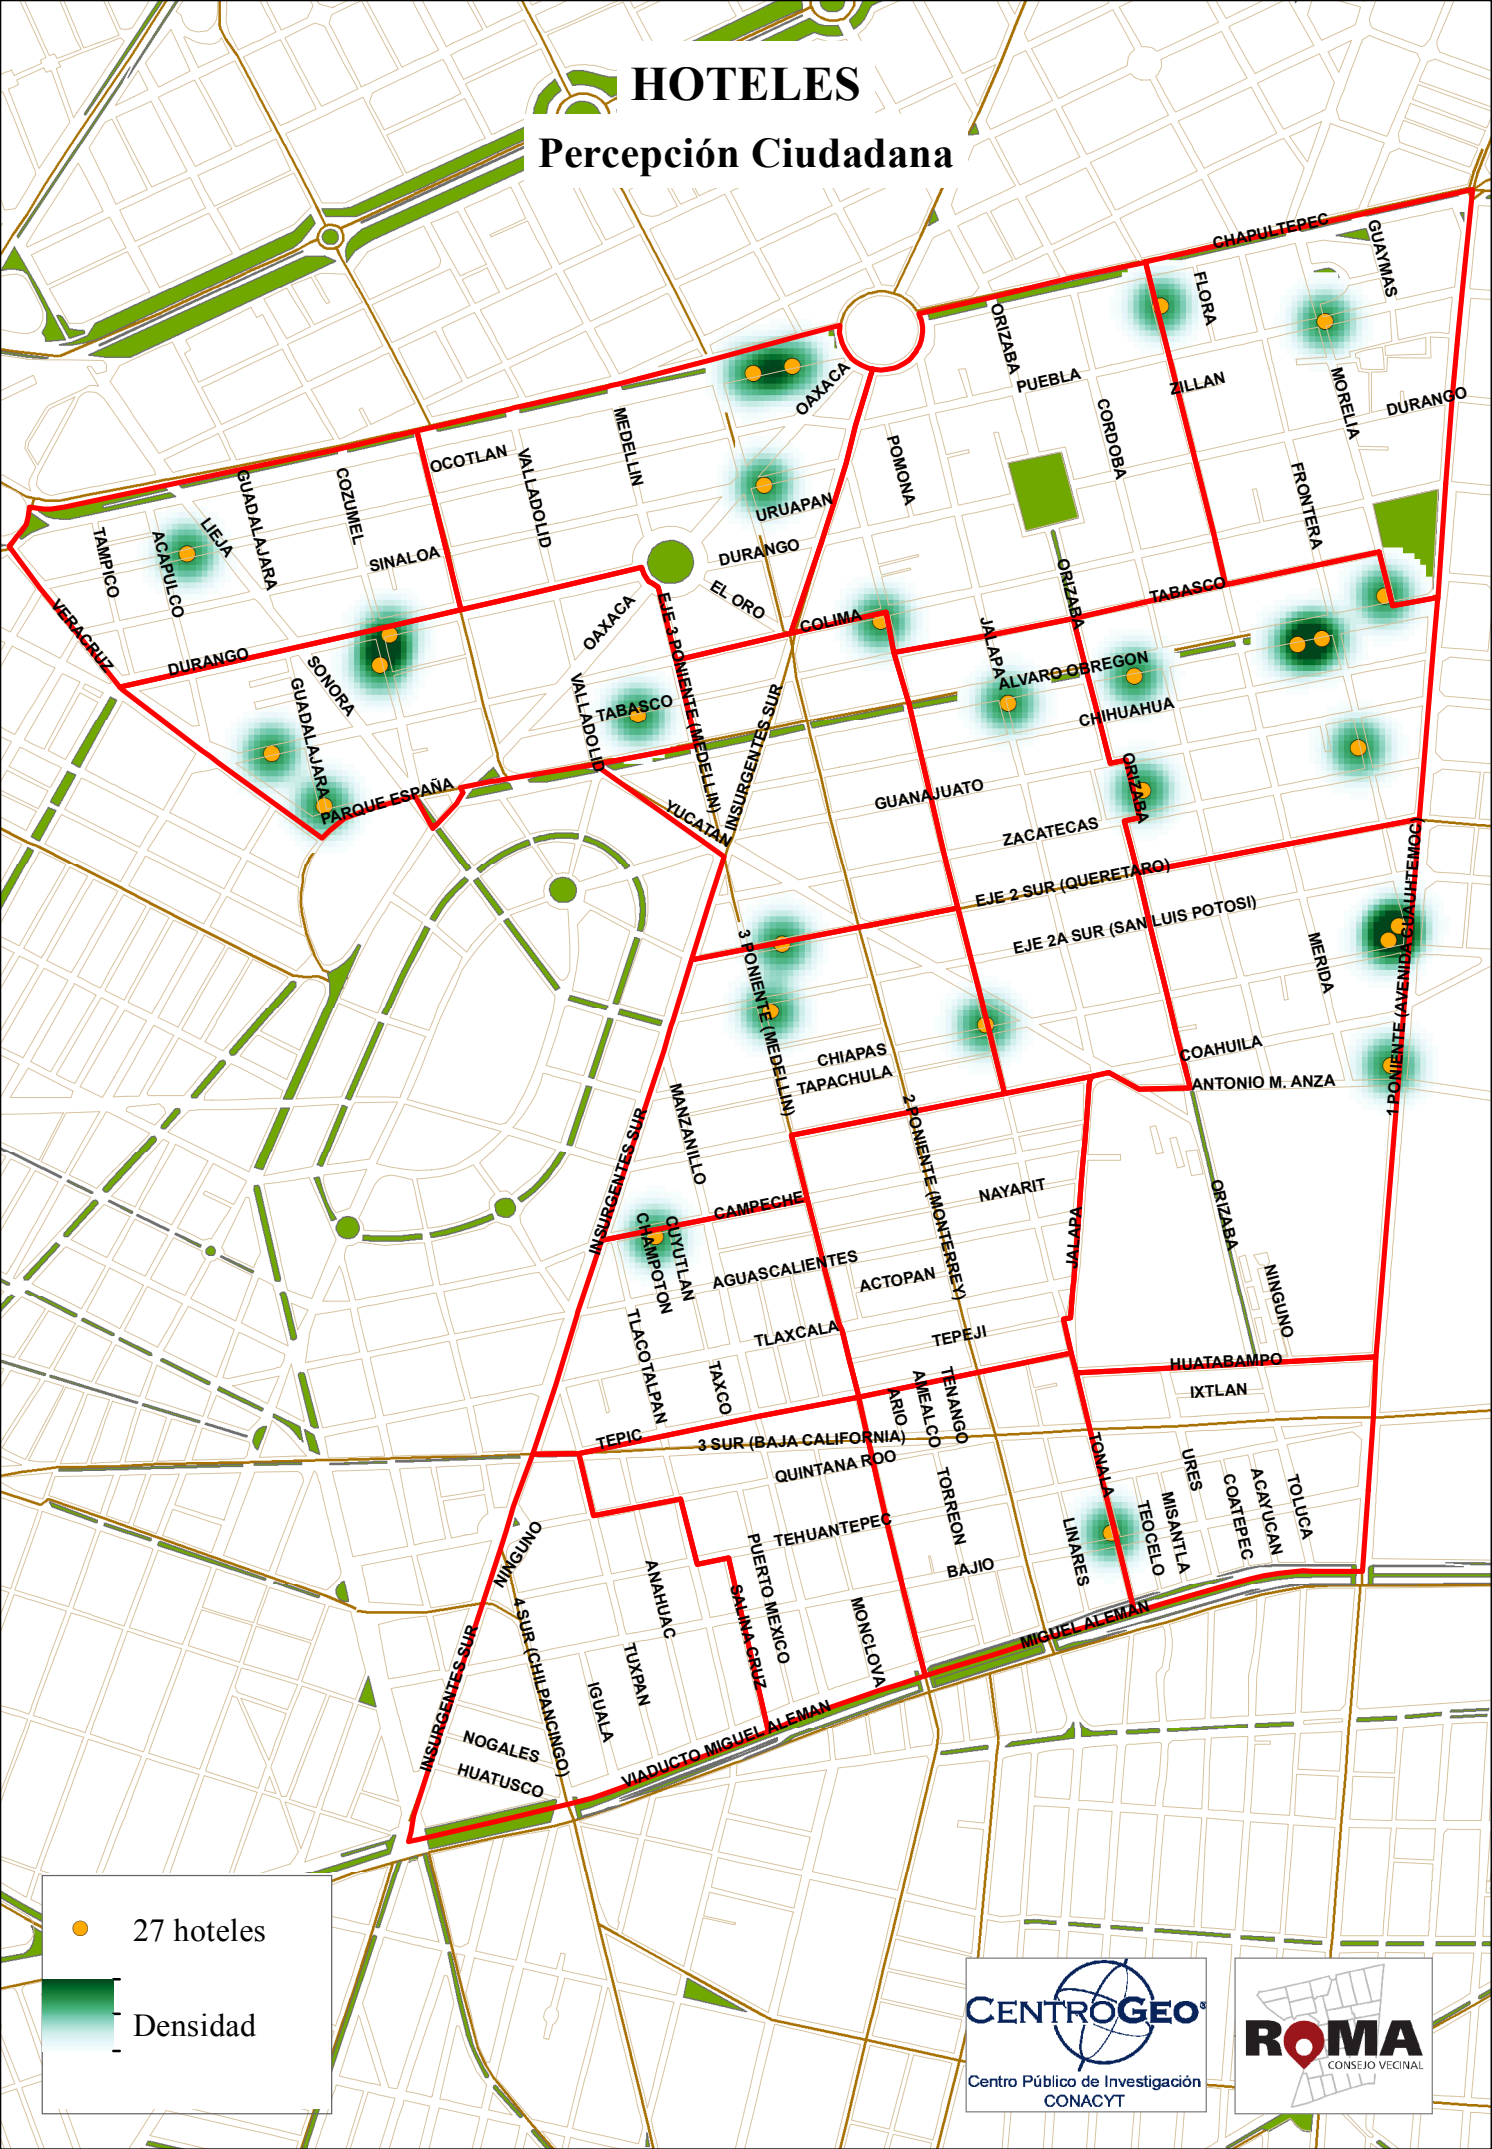 HOTELES
Percepción Ciudadana
CHAPULTEPEC
GUAYMAS
FLORA
ORIZABA
PUEBLA
ZILLAN
MORELIA
DURANGO
OAXACA
CORDOBA
MEDELLIN
OCOTLAN
VALLADOLID
POMONA
FRONTERA
COZUMEL
GUADALAJARA
LIEJA
ACAPULCO
TAMPICO
SINALOA
URUAPAN
DURANGO
EL ORO
ORIZABA
TABASCO
VERACRUZ
DURANGO
OAXACA
COLIMA
JALAPA
EJE 3 PONIENTE (MEDELLIN)
SONORA
GUADALAJARA
VALLADOLID
TABASCO
ALVARO OBREGON
CHIHUAHUA
INSURGENTES SUR
PARQUE ESPAÑA
YUCATAN
GUANAJUATO
ORIZABA
ZACATECAS
EJE 2 SUR (QUERETARO)
EJE 2A SUR (SAN LUIS POTOSI)
MERIDA
1 PONIENTE (AVENIDA CUAUHTEMOC)
3 PONIENTE (MEDELLIN)
CHIAPAS
TAPACHULA
COAHUILA
ANTONIO M. ANZA
MANZANILLO
INSURGENTES SUR
2 PONIENTE (MONTERREY)
NAYARIT
JALAPA
ORIZABA
CAMPECHE
CUYUTLAN
CHAMPOTON
AGUASCALIENTES
ACTOPAN
NINGUNO
TLACOTALPAN
TLAXCALA
TEPEJI
TAXCO
HUATABAMPO
IXTLAN
TENANGO
AMEALCO
ARIO
TEPIC
3 SUR (BAJA CALIFORNIA)
QUINTANA ROO
TONALA
URES
TORREON
COATEPEC
ACAYUCAN
TOLUCA
MISANTLA
TEOCELO
LINARES
TEHUANTEPEC
NINGUNO
PUERTO MEXICO
BAJIO
ANAHUAC
SALINA CRUZ
MONCLOVA
MIGUEL ALEMAN
4 SUR (CHILPANCINGO)
INSURGENTES SUR
TUXPAN
IGUALA
NOGALES
HUATUSCO
VIADUCTO MIGUEL ALEMAN
27 hoteles
Densidad
CENTROGEO
Centro Público de Investigación
CONACYT
ROMA
CONSEJO VECINAL